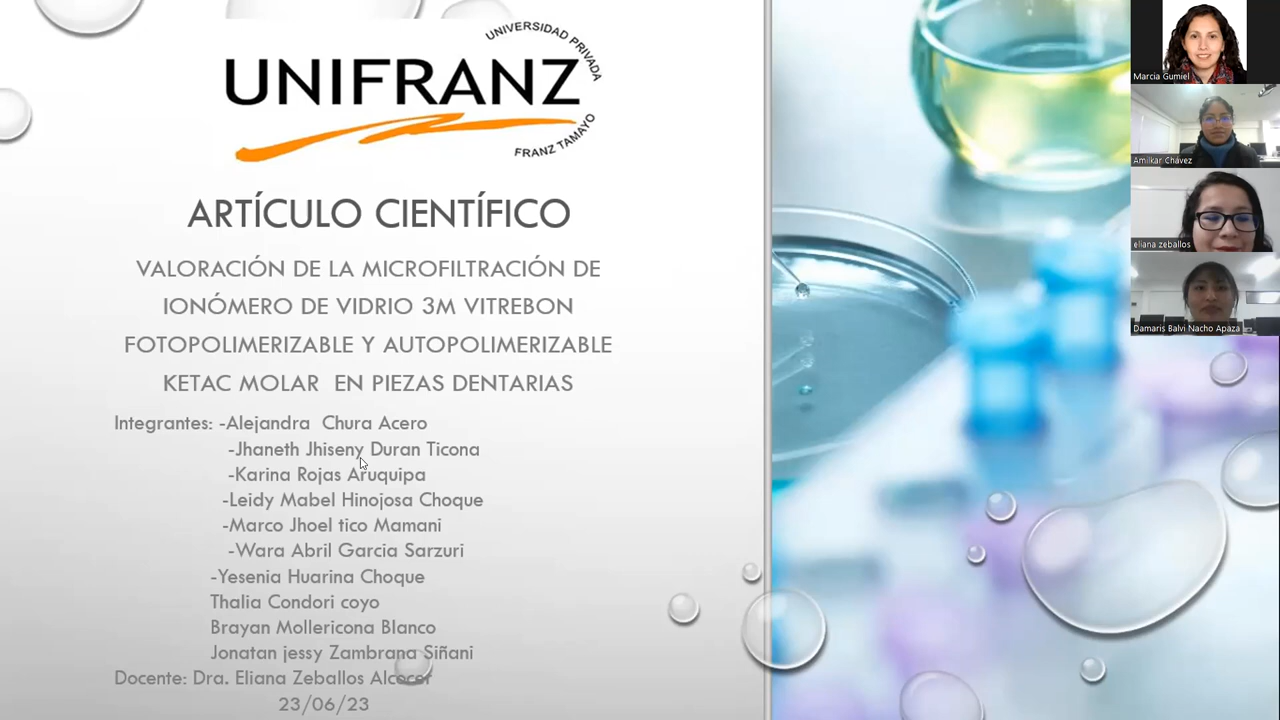 UNIVERSIDAD PRIVADA
UNIFRANZ
FRANZ TAMAYO
ARTÍCULO CIENTÍFICO
VALORACIÓN DE LA MICROFILTRACIÓN DE
IONÓMERO DE VIDRIO 3M VITREBON
FOTOPOLIMERIZABLE Y AUTOPOLIMERIZABLE
KETAC MOLAR EN PIEZAS DENTARIAS
Integrantes: -Alejandra Chura Acero
-Jhaneth Jhiseny Duran Ticona
-Karina Rojas Aruquipa
-Leidy Mabel Hinojosa Choque
-Marco Jhoel tico Mamani
-Wara Abril Garcia Sarzuri
-Yesenia Huarina Choque
Thalia Condori coyo
Brayan Mollericona Blanco
Jonatan jessy Zambrana Siñani
Docente: Dra. Eliana Zeballos Alcocer
23/06/23
Marcia Gumiel
Amilkar Chávez
eliana zeballos
Damaris Balvi Nacho Apaza